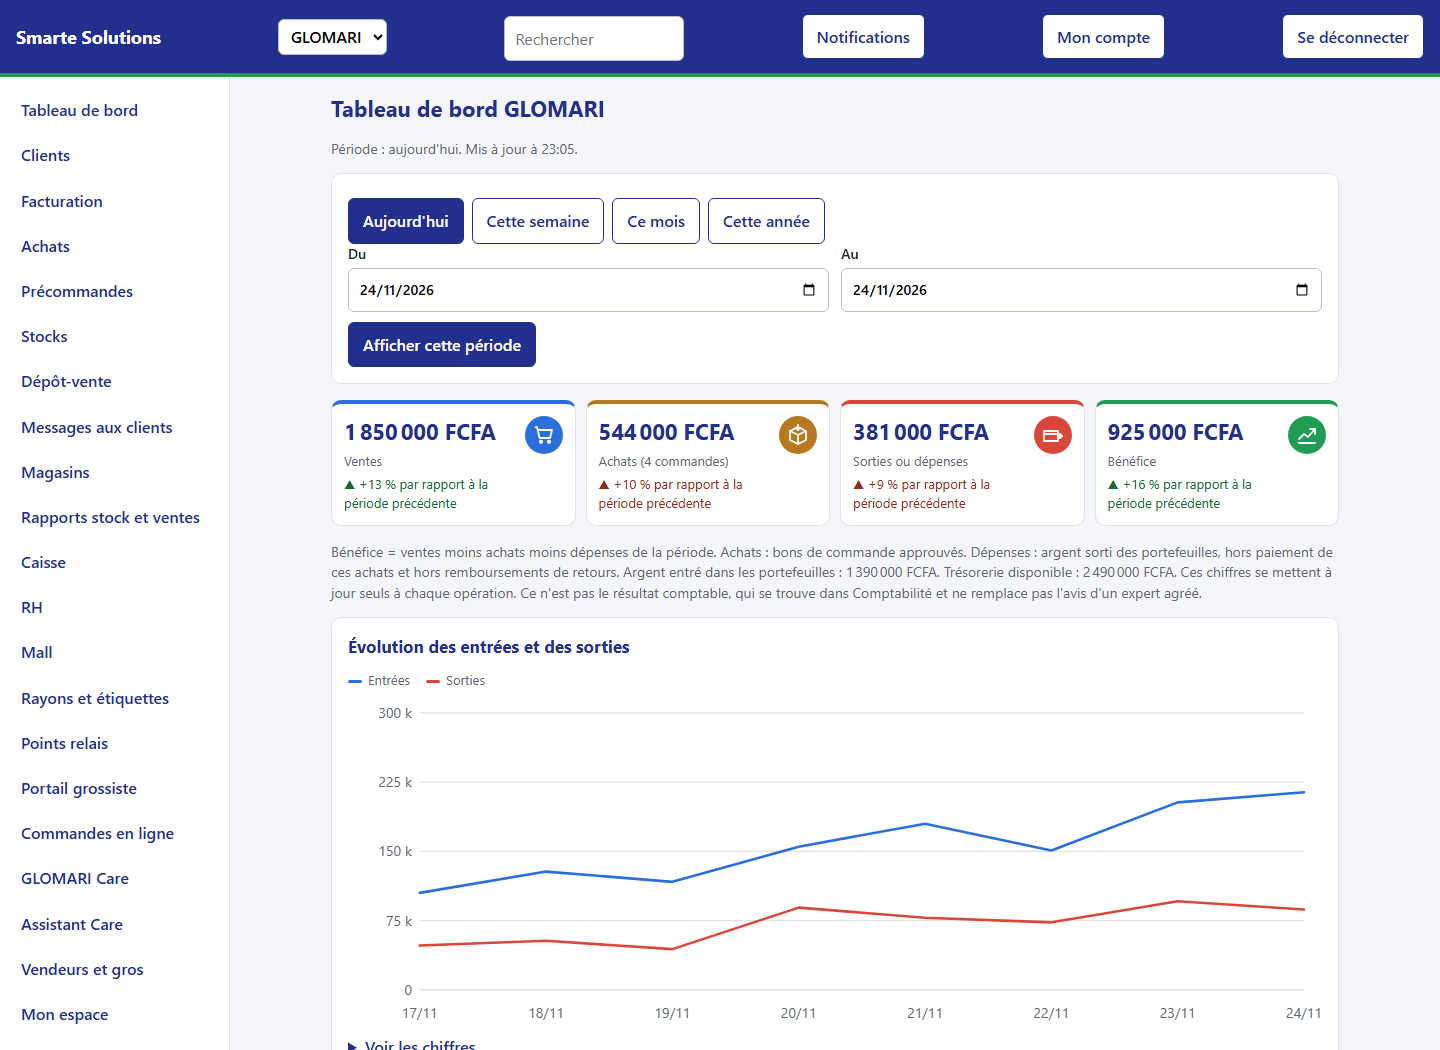 Smarte Solutions
GLOMARI
Rechercher
Notifications
Mon compte
Se déconnecter
Tableau de bord
Clients
Facturation
Achats
Précommandes
Stocks
Dépôt-vente
Messages aux clients
Magasins
Rapports stock et ventes
Caisse
RH
Mall
Rayons et étiquettes
Points relais
Portail grossiste
Commandes en ligne
GLOMARI Care
Assistant Care
Vendeurs et gros
Mon espace
Tableau de bord GLOMARI
Période : aujourd'hui. Mis à jour à 23:05.
Aujourd'hui
Cette semaine
Ce mois
Cette année
Du
24/11/2026
Au
24/11/2026
Afficher cette période
1 850 000 FCFA
Ventes
▲ +13 % par rapport à la
période précédente
544 000 FCFA
Achats (4 commandes)
▲ +10 % par rapport à la
période précédente
381 000 FCFA
Sorties ou dépenses
▲ +9 % par rapport à la
période précédente
925 000 FCFA
Bénéfice
▲ +16 % par rapport à la
période précédente
Bénéfice = ventes moins achats moins dépenses de la période. Achats : bons de commande approuvés. Dépenses : argent sorti des portefeuilles, hors paiement de
ces achats et hors remboursements de retours. Argent entré dans les portefeuilles : 1 390 000 FCFA. Trésorerie disponible : 2 490 000 FCFA. Ces chiffres se mettent à
jour seuls à chaque opération. Ce n'est pas le résultat comptable, qui se trouve dans Comptabilité et ne remplace pas l'avis d'un expert agréé.
Évolution des entrées et des sorties
Entrées
Sorties
300 k
225 k
150 k
75 k
0
17/11
18/11
19/11
20/11
21/11
22/11
23/11
24/11
▶ Voir les chiffres